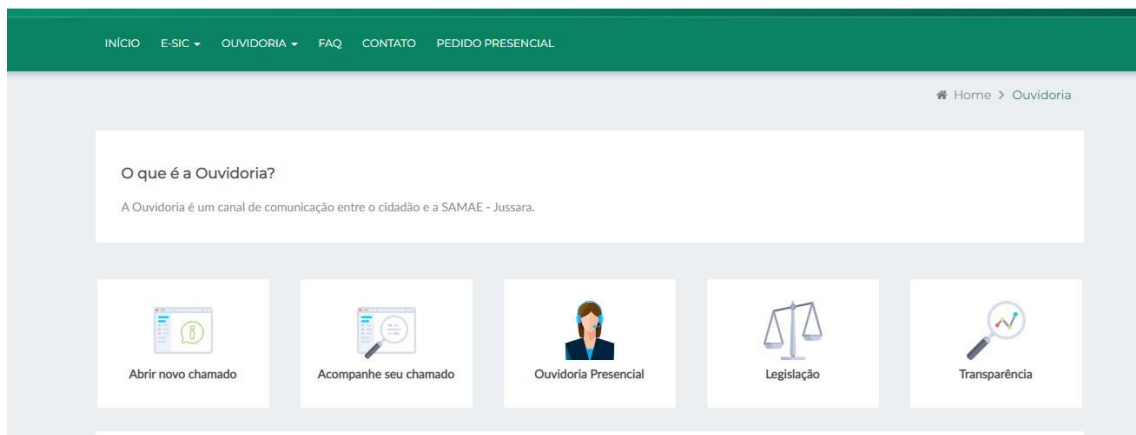 INÍCIO E-SIC OUVIDORIA FAQ CONTATO PEDIDO PRESENCIAL
Home > Ouvidoria
O que é a Ouvidoria?
A Ouvidoria é um canal de comunicação entre o cidadão e a SAMAE - Jussara.
Abrir novo chamado Acompanhe seu chamado Ouvidoria Presencial Legislação Transparência